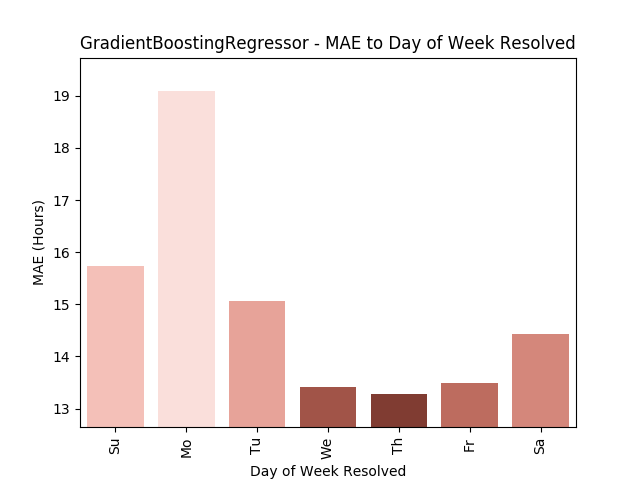 GradientBoostingRegressor - MAE to Day of Week Resolved
MAE (Hours)
19
18
17
16
15
14
13
Su
Mo
Tu
We
Th
Fr
Sa
Day of Week Resolved